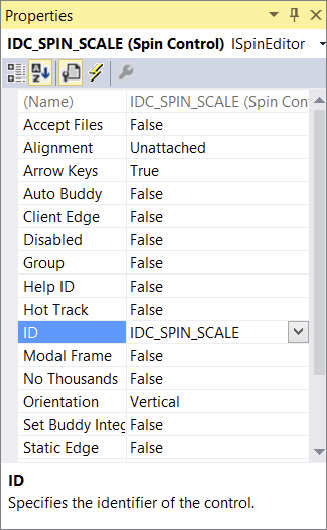 Properties
IDC_SPIN_SCALE (Spin Control) ISpinEditor
(Name) IDC_SPIN_SCALE (Spin Con
Accept Files False
Alignment Unattached
Arrow Keys True
Auto Buddy False
Client Edge False
Disabled False
Group False
Help ID False
Hot Track False
ID IDC_SPIN_SCALE
Modal Frame False
No Thousands False
Orientation Vertical
Set Buddy Integ False
Static Edge False
ID
Specifies the identifier of the control.